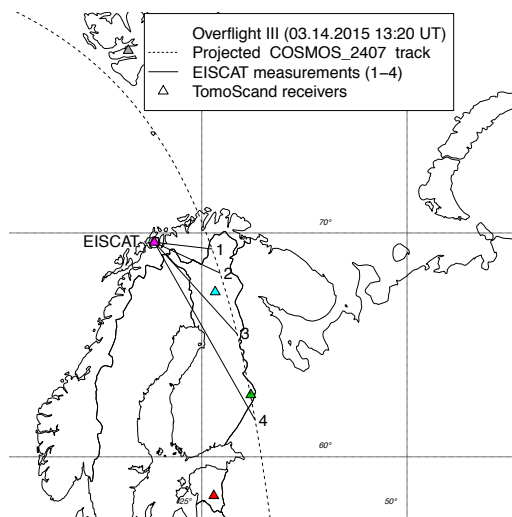 Overflight III (03.14.2015 13:20 UT)
Projected COSMOS_2407 track
EISCAT measurements (1−4)
TomoScand receivers
70°
EISCAT
1
2
3
4
60°
25°
50°